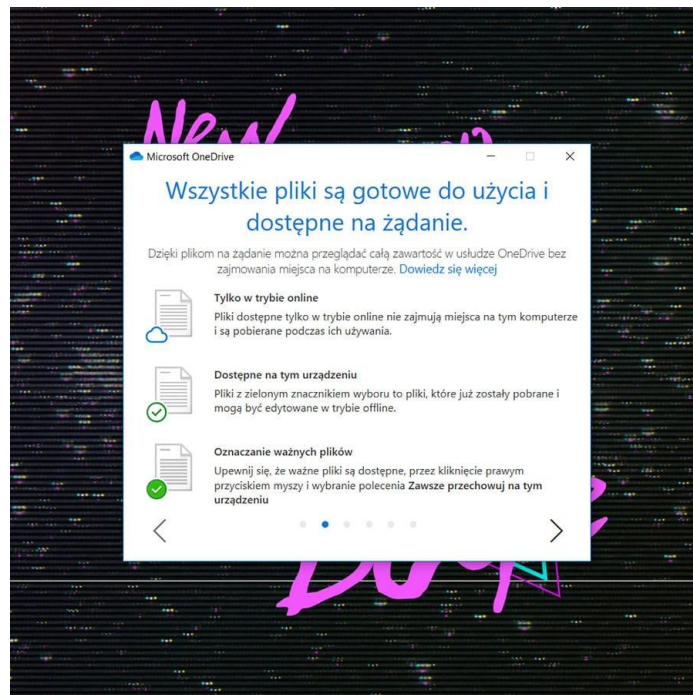 New
Microsoft OneDrive
Wszystkie pliki są gotowe do użycia i
dostępne na żądanie.
Dzięki plikom na żądanie można przeglądać całą zawartość w usłudze OneDrive bez
zajmowania miejsca na komputerze. Dowiedz się więcej
Tylko w trybie online
Pliki dostępne tylko w trybie online nie zajmują miejsca na tym komputerze
i są pobierane podczas ich używania.
Dostępne na tym urządzeniu
Pliki z zielonym znacznikiem wyboru to pliki, które już zostały pobrane i
mogą być edytowane w trybie offline.
Oznaczanie ważnych plików
Upewnij się, że ważne pliki są dostępne, przez kliknięcie prawym
przyciskiem myszy i wybranie polecenia Zawsze przechowuj na tym
urządzeniu